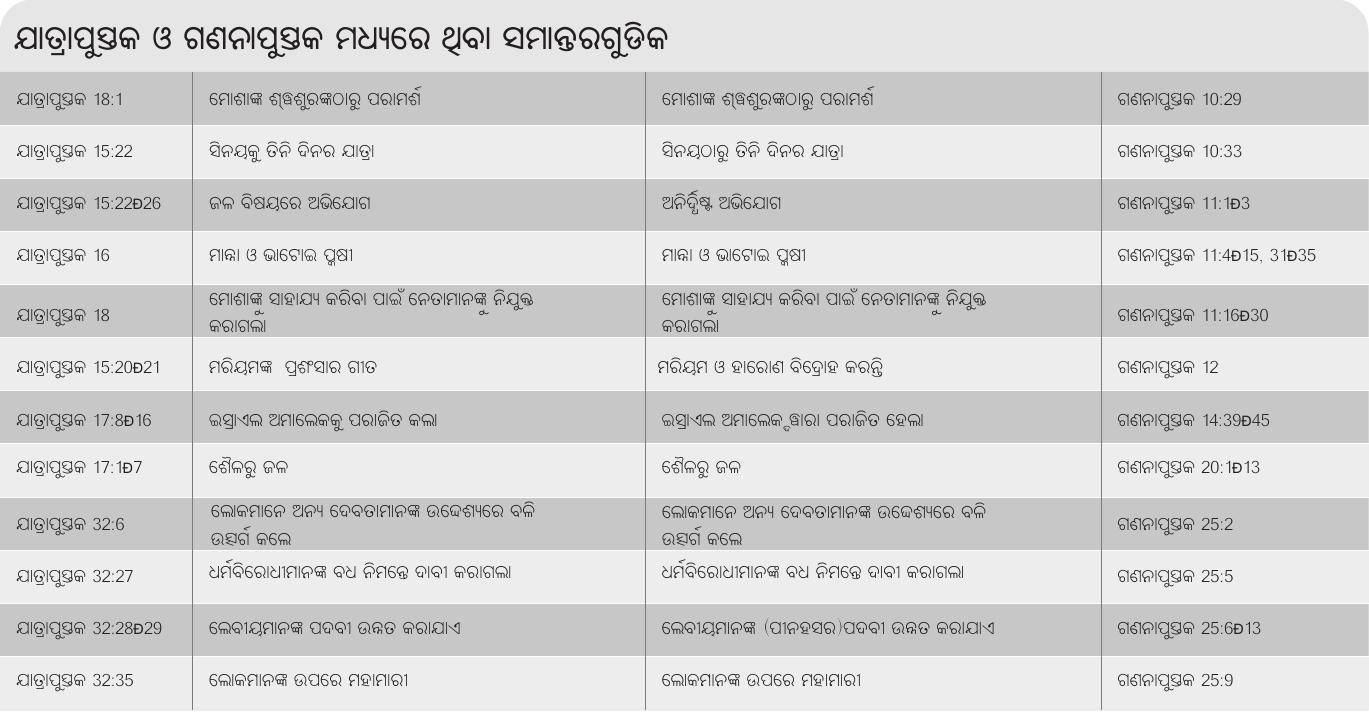 ଯାତ୍ରାପୁସ୍ତକ ଓ ଗଣନାପୁସ୍ତକ ମଧ୍ୟରେ ଥିବା ସମାନ୍ତରଗୁଡିକ
ଯାତ୍ରାପୁସ୍ତକ 18:1 ମୋଶାଙ୍କ ଶ୍ୱଶୁରଙ୍କଠାରୁ ପରାମର୍ଶ ମୋଶାଙ୍କ ଶ୍ୱଶୁରଙ୍କଠାରୁ ପରାମର୍ଶ ଗଣନାପୁସ୍ତକ 10:29
ଯାତ୍ରାପୁସ୍ତକ 15:22 ସିନୟକୁ ତିନି ଦିନର ଯାତ୍ରା ସିନୟଠାରୁ ତିନି ଦିନର ଯାତ୍ରା ଗଣନାପୁସ୍ତକ 10:33
ଯାତ୍ରାପୁସ୍ତକ 15:22Ð26 ଜଳ ବିଷୟରେ ଅଭିଯୋଗ ଅନିର୍ଦ୍ଧିଷ୍ଟ ଅଭିଯୋଗ ଗଣନାପୁସ୍ତକ 11:1Ð3
ଯାତ୍ରାପୁସ୍ତକ 16 ମାନ୍ନା ଓ ଭାଟୋଇ ପକ୍ଷୀ ମାନ୍ନା ଓ ଭାଟୋଇ ପକ୍ଷୀ ଗଣନାପୁସ୍ତକ 11:4Ð15, 31Ð35
ଯାତ୍ରାପୁସ୍ତକ 18 ମୋଶାଙ୍କୁ ସାହାଯ୍ୟ କରିବା ପାଇଁ ନେତାମାନଙ୍କୁ ନିଯୁକ୍ତ
କରାଗଲା ମୋଶାଙ୍କୁ ସାହାଯ୍ୟ କରିବା ପାଇଁ ନେତାମାନଙ୍କୁ ନିଯୁକ୍ତ
କରାଗଲା ଗଣନାପୁସ୍ତକ 11:16Ð30
ଯାତ୍ରାପୁସ୍ତକ 15:20Ð21 ମରିୟମଙ୍କ ପ୍ରଶଂସାର ଗୀତ ମରିୟମ ଓ ହାରୋଣ ବିଦ୍ରୋହ କରନ୍ତି ଗଣନାପୁସ୍ତକ 12
ଯାତ୍ରାପୁସ୍ତକ 17:8Ð16 ଇସ୍ରାଏଲ ଅମାଲେକକୁ ପରାଜିତ କଲା ଇସ୍ରାଏଲ ଅମାଲେକଦ୍ୱାରା ପରାଜିତ ହେଲା ଗଣନାପୁସ୍ତକ 14:39Ð45
ଯାତ୍ରାପୁସ୍ତକ 17:1Ð7 ଶୈଳରୁ ଜଳ ଶୈଳରୁ ଜଳ ଗଣନାପୁସ୍ତକ 20:1Ð13
ଯାତ୍ରାପୁସ୍ତକ 32:6 ଲୋକମାନେ ଅନ୍ୟ ଦେବତାମାନଙ୍କ ଉଦ୍ଦେଶ୍ୟରେ ବଳି
ଉତ୍ସର୍ଗ କଲେ ଲୋକମାନେ ଅନ୍ୟ ଦେବତାମାନଙ୍କ ଉଦ୍ଦେଶ୍ୟରେ ବଳି
ଉତ୍ସର୍ଗ କଲେ ଗଣନାପୁସ୍ତକ 25:2
ଯାତ୍ରାପୁସ୍ତକ 32:27 ଧର୍ମବିରୋଧୀମାନଙ୍କ ବଧ ନିମନ୍ତେ ଦାବୀ କରାଗଲା ଧର୍ମବିରୋଧୀମାନଙ୍କ ବଧ ନିମନ୍ତେ ଦାବୀ କରାଗଲା ଗଣନାପୁସ୍ତକ 25:5
ଯାତ୍ରାପୁସ୍ତକ 32:28Ð29 ଲେବୀୟମାନଙ୍କ ପଦବୀ ଉନ୍ନତ କରାଯାଏ ଲେବୀୟମାନଙ୍କ (ପୀନହସର)ପଦବୀ ଉନ୍ନତ କରାଯାଏ ଗଣନାପୁସ୍ତକ 25:6Ð13
ଯାତ୍ରାପୁସ୍ତକ 32:35 ଲୋକମାନଙ୍କ ଉପରେ ମହାମାରୀ ଲୋକମାନଙ୍କ ଉପରେ ମହାମାରୀ ଗଣନାପୁସ୍ତକ 25:9